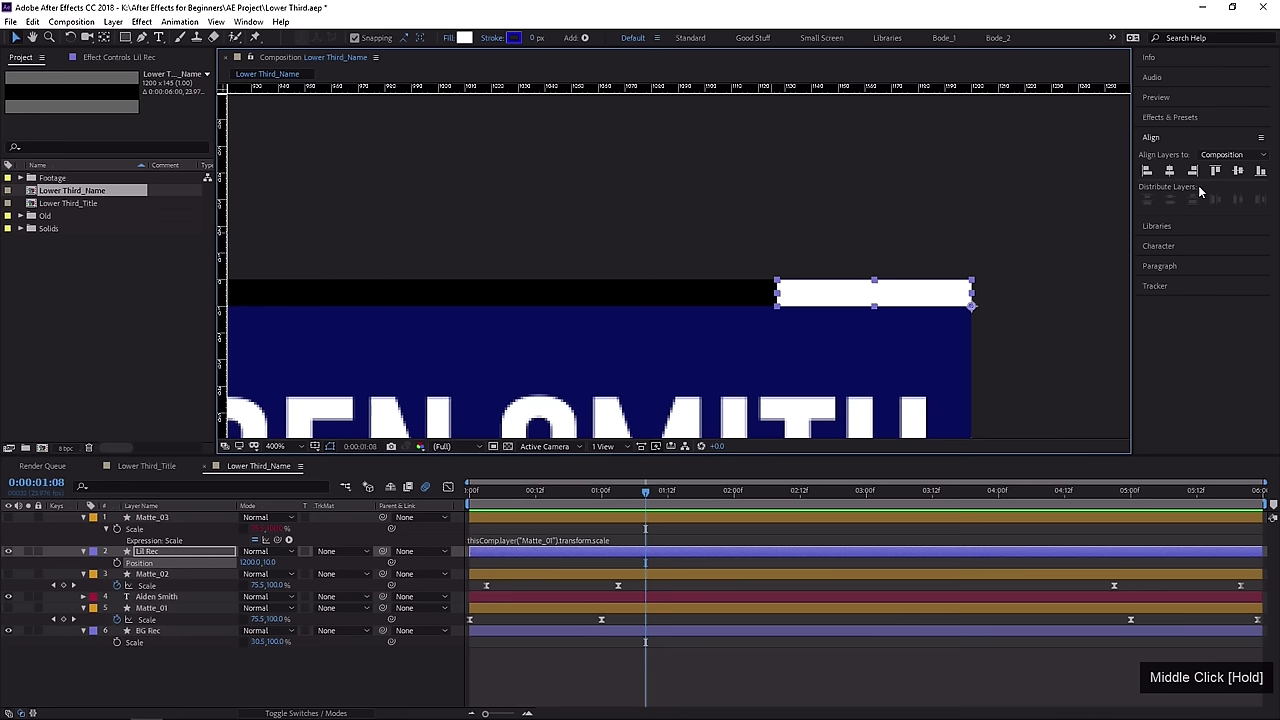 Adobe After Effects CC 2018 - K:\After Effects for Beginners\AE Project\Lower Third.aep *
File Edit Composition Layer Effect Animation View Window Help
Snapping Fill: Stroke: 0 px Add: Default Standard Small Screen Good Stuff Libraries Bode_1 Bode_2 Search Help
Project Effect Controls Lil Rec
Composition Lower Third_Name
Info
Lower Third_Name
Lower T..._Name
1200 x 145 (1.00)
Δ 0:00:06:00, 23.97...
Audio
Preview
Effects & Presets
Align
Align Layers to: Composition
Distribute Layers:
Name Comment Type
Footage
Lower Third_Name
Lower Third_Title
Old
Solids
Libraries
Character
Paragraph
Tracker
DEN SMITH
8 bpc
400% 0:00:01:08 (Full) Active Camera 1 View +0.0
Render Queue Lower Third_Title Lower Third_Name
0:00:01:08
00032 (23.976 fps)
:00f 00:12f 01:00f 01:12f 02:00f 02:12f 03:00f 03:12f 04:00f 04:12f 05:00f 05:12f 06:00
Keys # Layer Name Mode T .TrkMat Parent & Link
1 Matte_03 Normal None
Scale
Expression: Scale thisComp.layer("Matte_01").transform.scale
2 Lil Rec Normal None None
Position 1200.0,10.0
3 Matte_02 Normal None None
Scale 75.5,100.0 %
4 Aiden Smith Normal None None
5 Matte_01 Normal None None
Scale 75.5,100.0 %
6 BG Rec Normal None None
Scale 30.5,100.0 %
Middle Click [Hold]
Toggle Switches / Modes